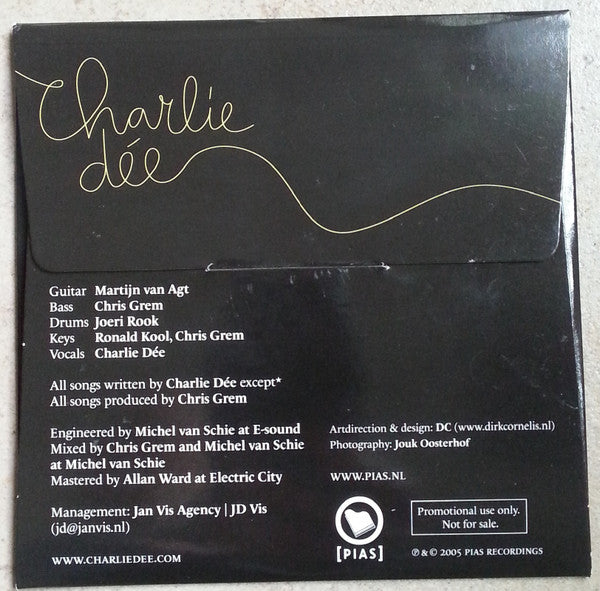 Charlie
dée
Guitar Martijn van Agt
Bass Chris Grem
Drums Joeri Rook
Keys Ronald Kool, Chris Grem
Vocals Charlie Dée
All songs written by Charlie Dée except*
All songs produced by Chris Grem
Engineered by Michel van Schie at E-sound
Mixed by Chris Grem and Michel van Schie
at Michel van Schie
Mastered by Allan Ward at Electric City
Management: Jan Vis Agency | JD Vis
(jd@janvis.nl)
WWW.CHARLIEDEE.COM
Artdirection & design: DC (www.dirkcornelis.nl)
Photography: Jouk Oosterhof
WWW.PIAS.NL
[PIAS]
Promotional use only.
Not for sale.
℗ & © 2005 PIAS RECORDINGS